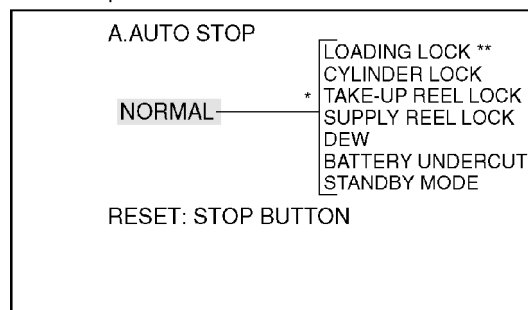 A.AUTO STOP
LOADING LOCK **
CYLINDER LOCK
* TAKE-UP REEL LOCK
NORMAL
SUPPLY REEL LOCK
DEW
BATTERY UNDERCUT
STANDBY MODE
RESET: STOP BUTTON